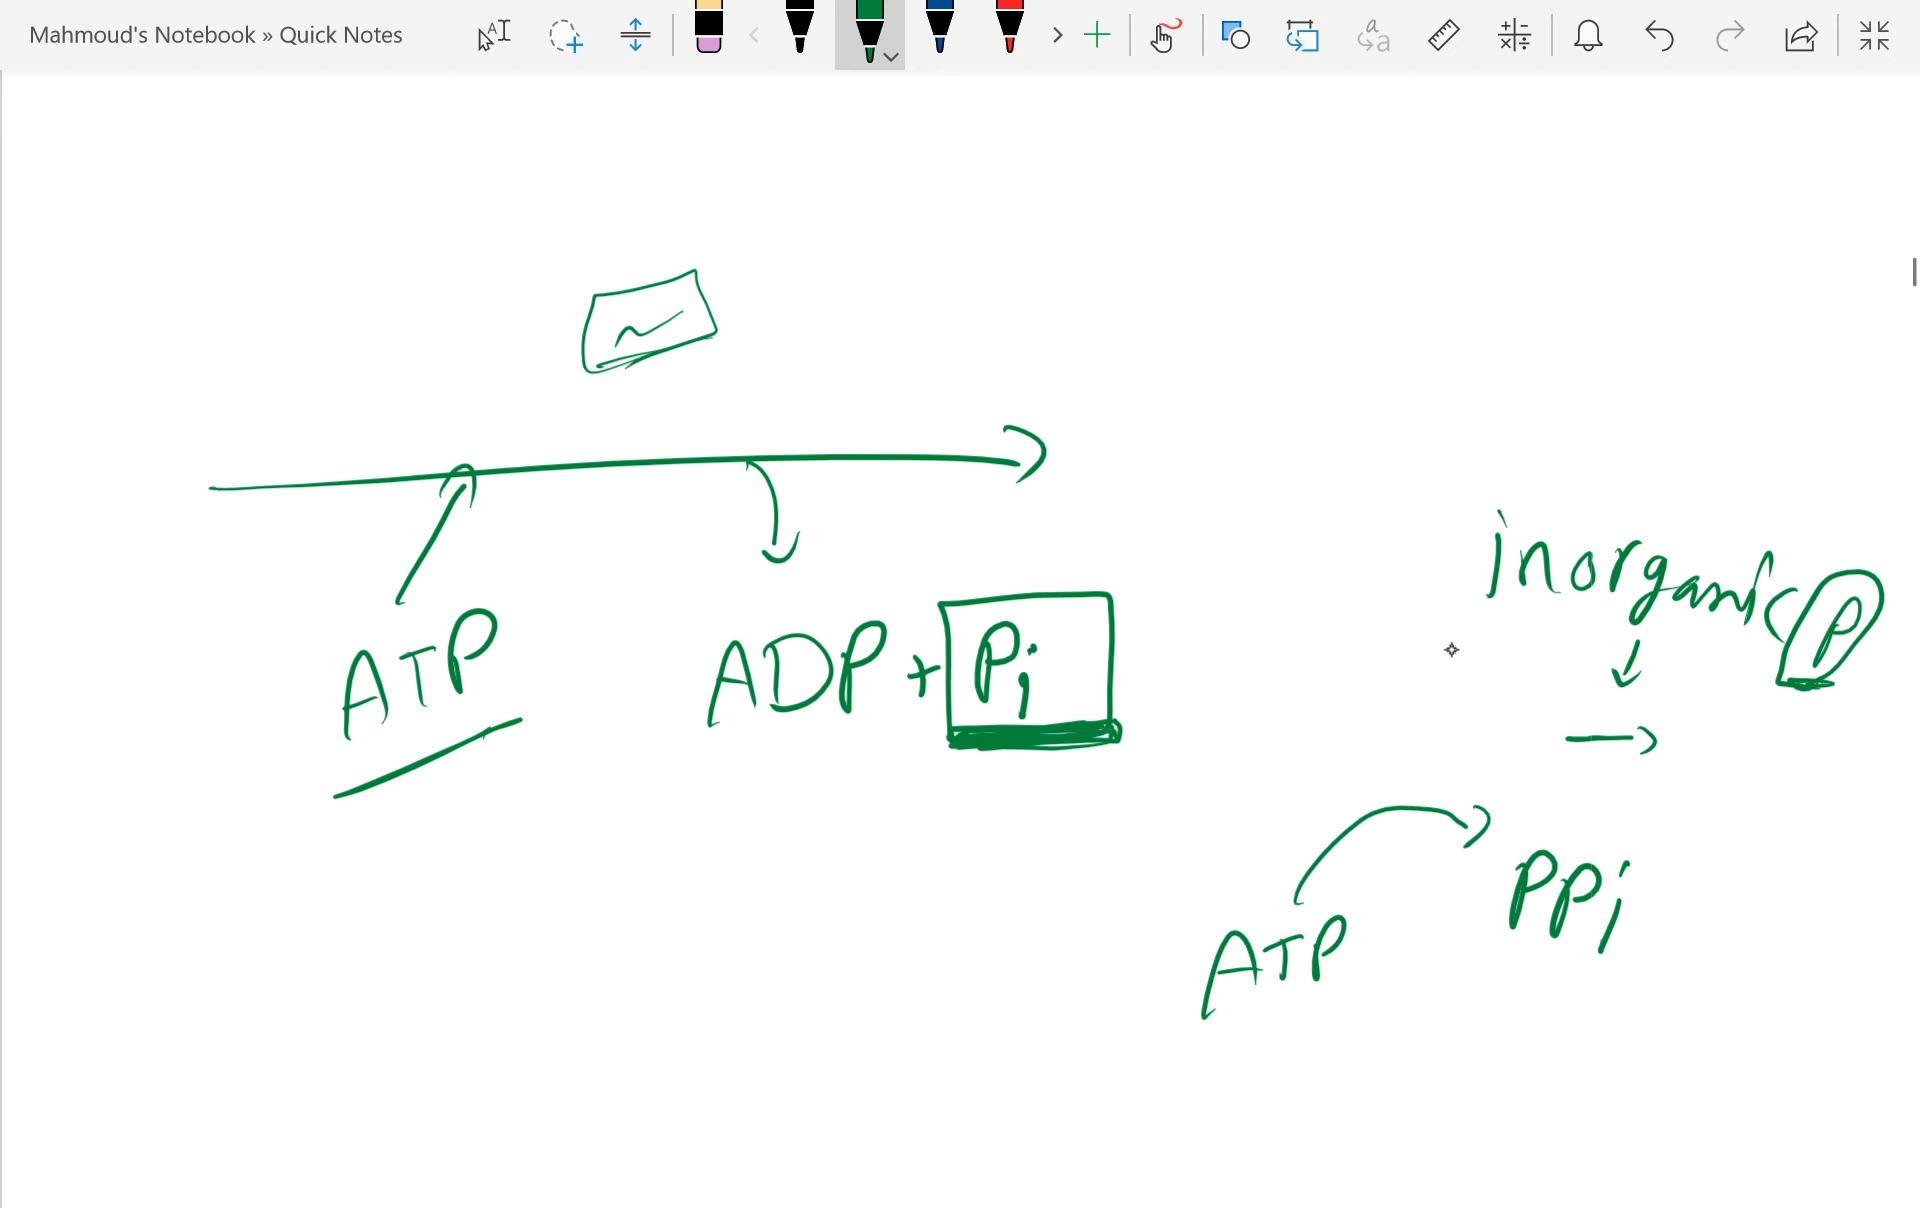 Mahmoud's Notebook » Quick Notes
inorganic P
ATP
ADP + Pi
PPi
ATP